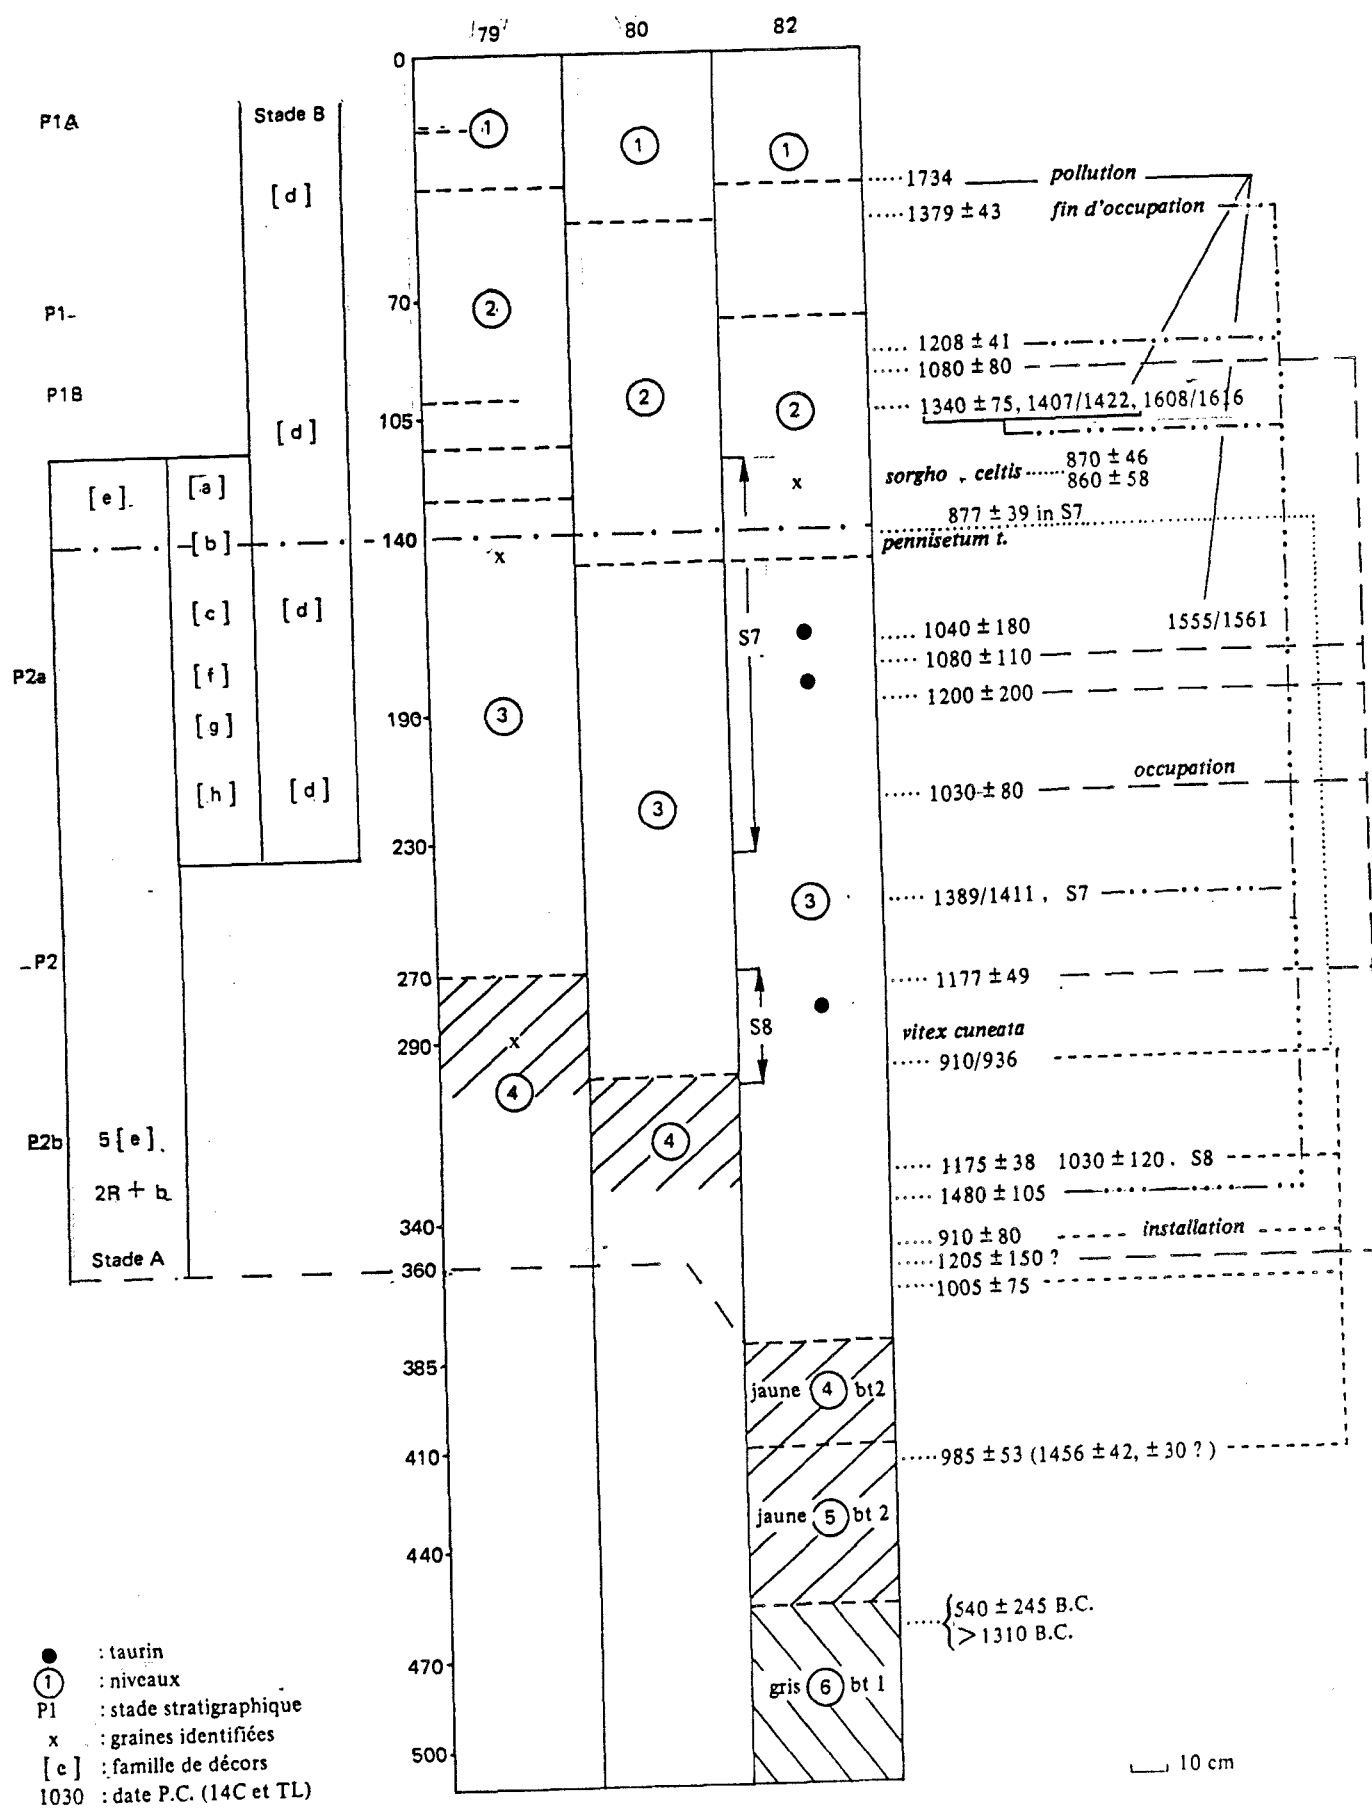 79 80 82
0
P1A Stade B 1 1 1
[d] 1734 pollution
1379 ± 43 fin d'occupation
70
P1- 2
1208 ± 41
1080 ± 80
P1B 2 2 1340 ± 75, 1407/1422, 1608/1616
105
[d]
[e] [a] x sorgho celtis 870 ± 46
860 ± 58
877 ± 39 in S7
[b] 140 x pennisetum t.
[c] [d] S7 1040 ± 180 1555/1561
P2a [f] 1080 ± 110
1200 ± 200
[g] 190 3
[h] [d] 3 1030 ± 80 occupation
230
3 1389/1411, S7
P2
270 1177 ± 49
S8
vitex cuneata
290 x 910/936
4
P2b 5[e] 4 1175 ± 38 1030 ± 120. S8
2R + b 1480 ± 105
340 910 ± 80 installation
Stade A 1205 ± 150 ?
360 1005 ± 75
385 jaune 4 bt2
410 985 ± 53 (1456 ± 42, ± 30 ?)
jaune 5 bt 2
440
540 ± 245 B.C.
> 1310 B.C.
470
gris 6 bt 1
500
: taurin
1 : niveaux
P1 : stade stratigraphique
x : graines identifiées
[c] : famille de décors
1030 : date P.C. (14C et TL)
10 cm